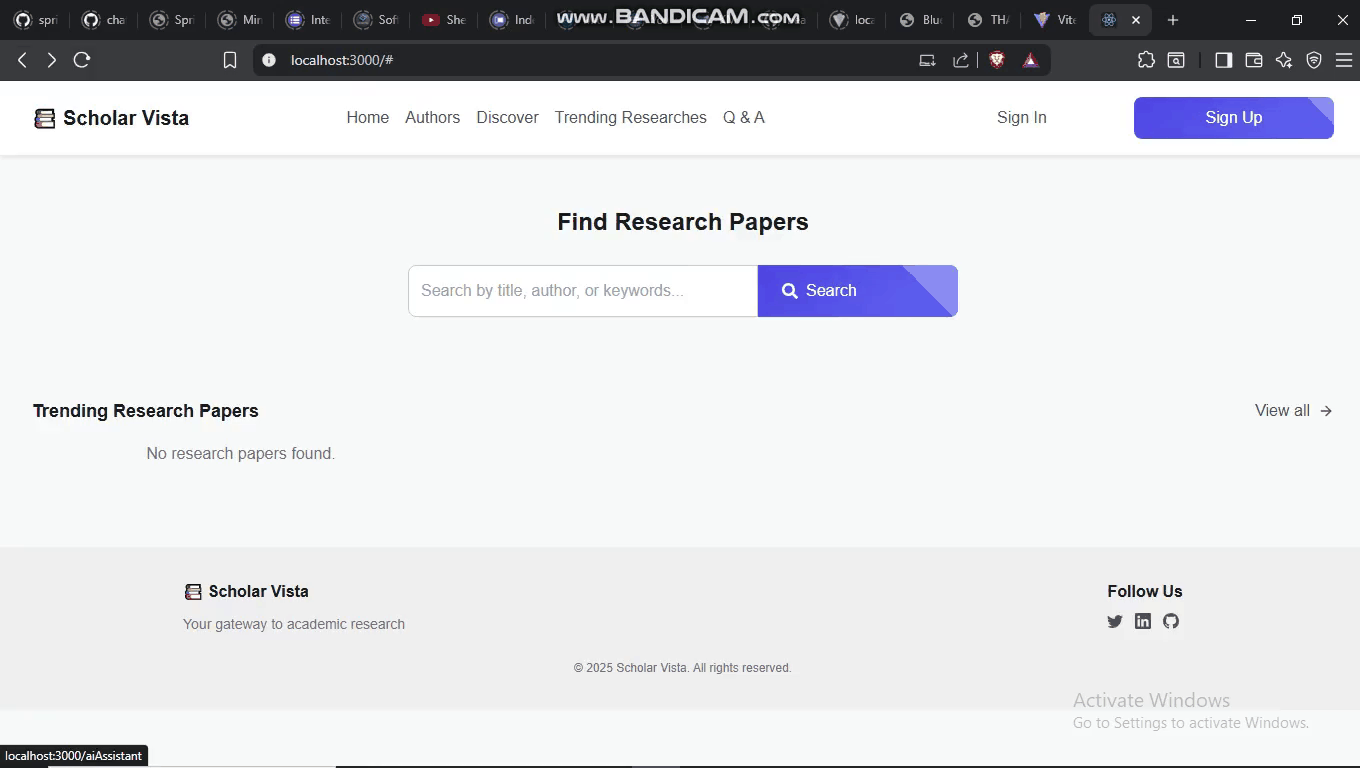 spri
cha
Spri
Min
Inte
Soft
She
Inde
www.BANDICAM.com
loca
Blu
THA
Vite
localhost:3000/#
Scholar Vista
Home
Authors
Discover
Trending Researches
Q & A
Sign In
Sign Up
Find Research Papers
Search by title, author, or keywords...
Search
Trending Research Papers
View all →
No research papers found.
Scholar Vista
Follow Us
Your gateway to academic research
© 2025 Scholar Vista. All rights reserved.
Activate Windows
Go to Settings to activate Windows.
localhost:3000/aiAssistant